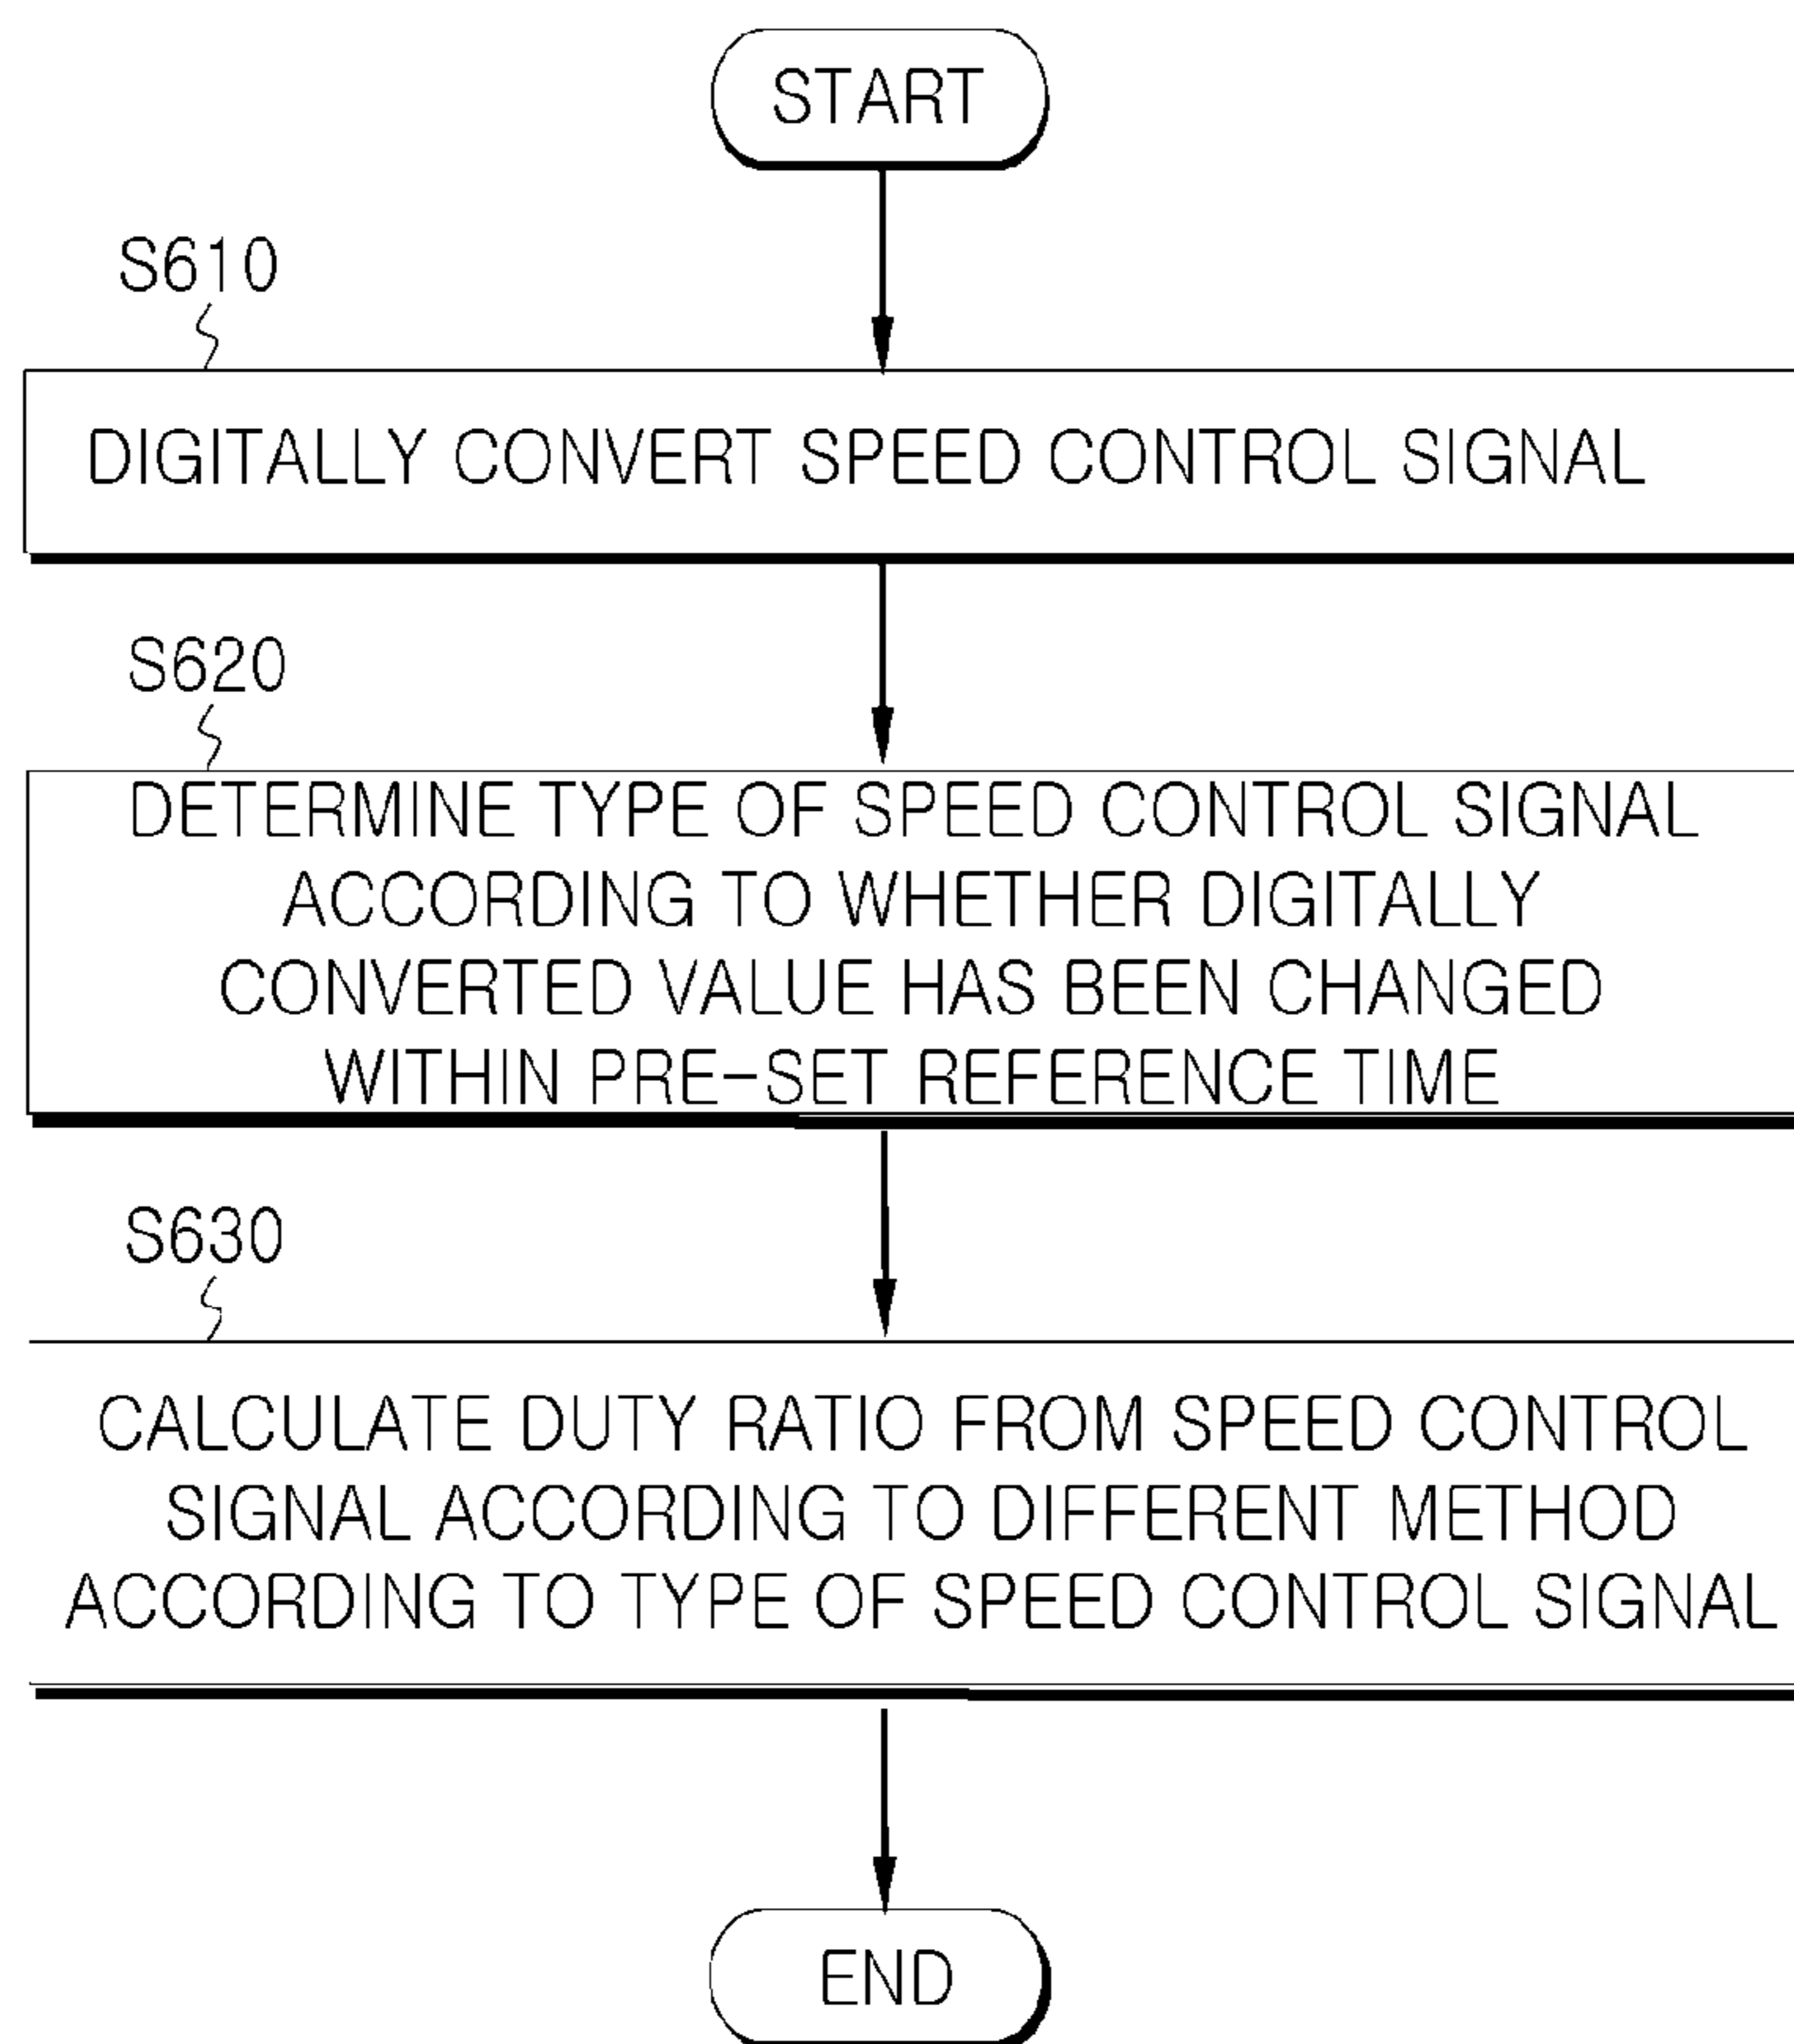 START
S610
DIGITALLY CONVERT SPEED CONTROL SIGNAL
S620
DETERMINE TYPE OF SPEED CONTROL SIGNAL
ACCORDING TO WHETHER DIGITALLY
CONVERTED VALUE HAS BEEN CHANGED
WITHIN PRE-SET REFERENCE TIME
S630
CALCULATE DUTY RATIO FROM SPEED CONTROL
SIGNAL ACCORDING TO DIFFERENT METHOD
ACCORDING TO TYPE OF SPEED CONTROL SIGNAL
END